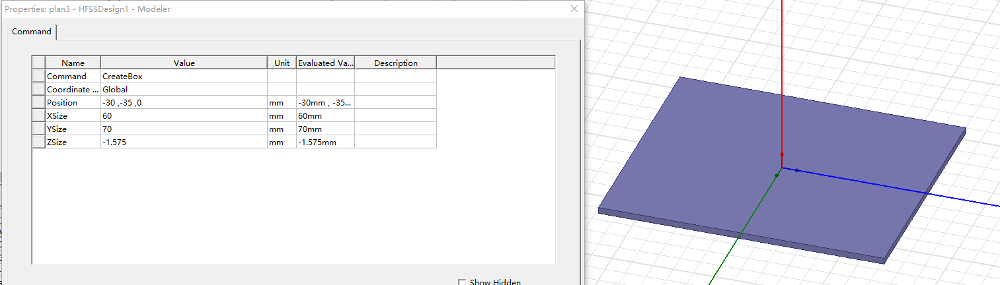 Properties: plan3 - HFSSDesign1 - Modeler
Command
Name Value Unit Evaluated Va... Description
Command CreateBox
Coordinate ... Global
Position -30 ,-35 ,0 mm -30mm , -35...
XSize 60 mm 60mm
YSize 70 mm 70mm
ZSize -1.575 mm -1.575mm
Show Hidden